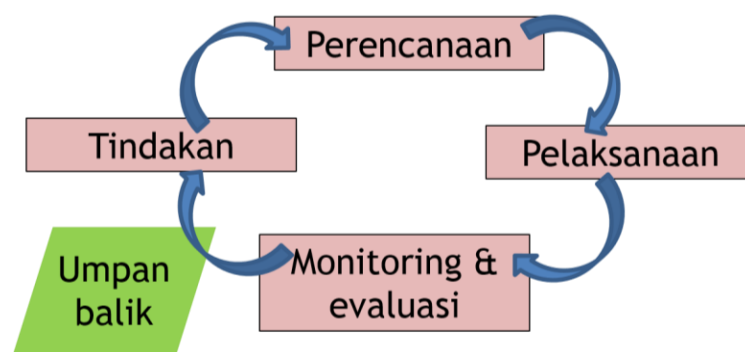 Perencanaan
Tindakan
Pelaksanaan
Umpan
balik
Monitoring &
evaluasi